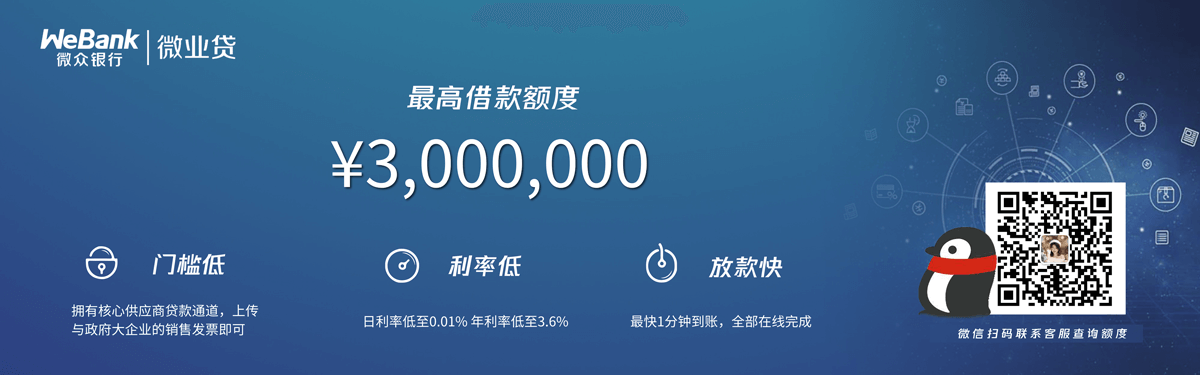 WeBank
微众银行
微业贷
最高借款额度
¥3,000,000
门槛低
拥有核心供应商贷款通道，上传
与政府大企业的销售发票即可
利率低
日利率低至0.01% 年利率低至3.6%
放款快
最快1分钟到账，全部在线完成
微信扫码联系客服查询额度